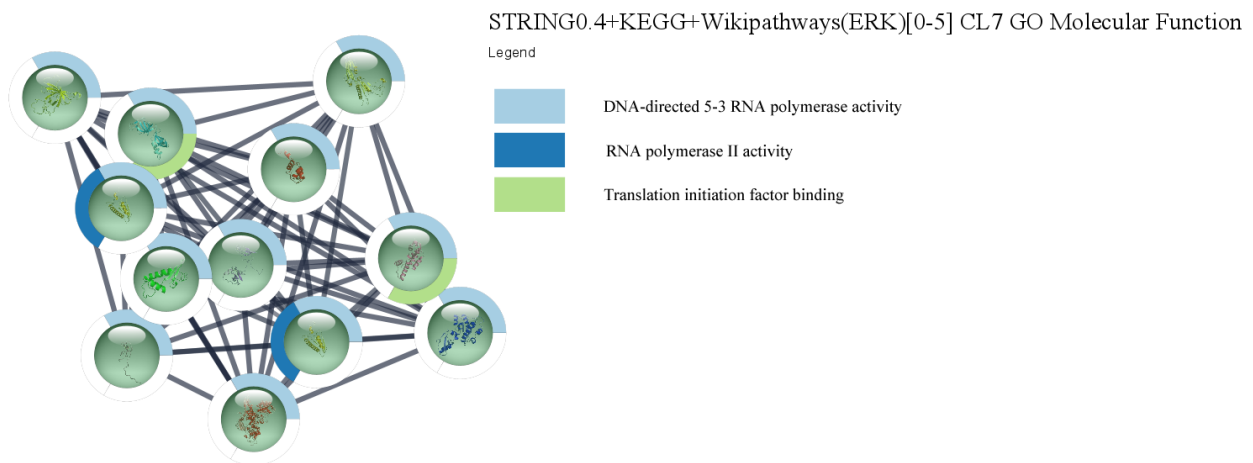 STRING0.4+KEGG+Wikipathways(ERK)[0-5] CL7 GO Molecular Function
Legend
DNA-directed 5-3 RNA polymerase activity
RNA polymerase II activity
Translation initiation factor binding